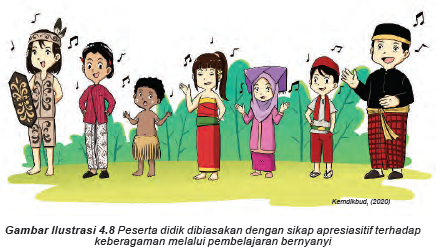 Kemdikbud, (2020)
Gambar Ilustrasi 4.8 Peserta didik dibiasakan dengan sikap apresiasitif terhadap
keberagaman melalui pembelajaran bernyanyi